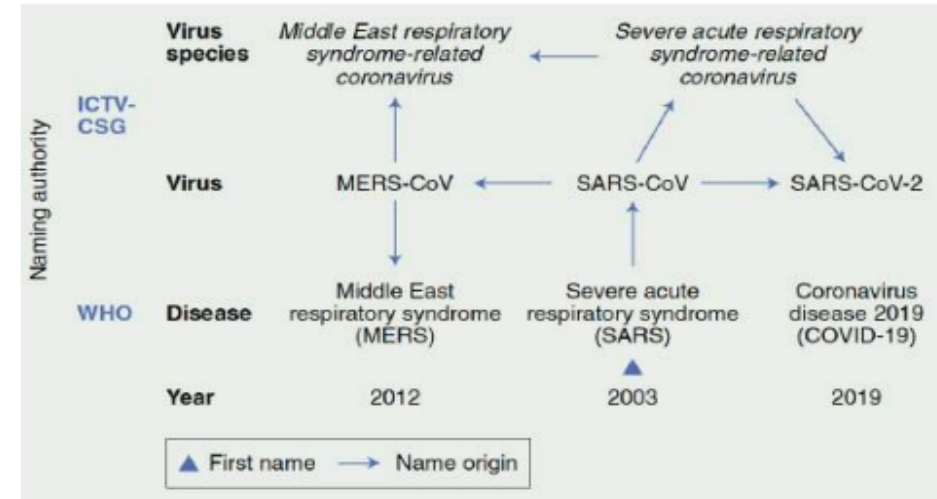 Virus species
Middle East respiratory syndrome-related coronavirus
Severe acute respiratory syndrome-related coronavirus
Naming authority
ICTV-CSG
Virus
MERS-CoV
SARS-CoV
SARS-CoV-2
WHO
Disease
Middle East respiratory syndrome (MERS)
Severe acute respiratory syndrome (SARS)
Coronavirus disease 2019 (COVID-19)
Year
2012
2003
2019
First name
Name origin